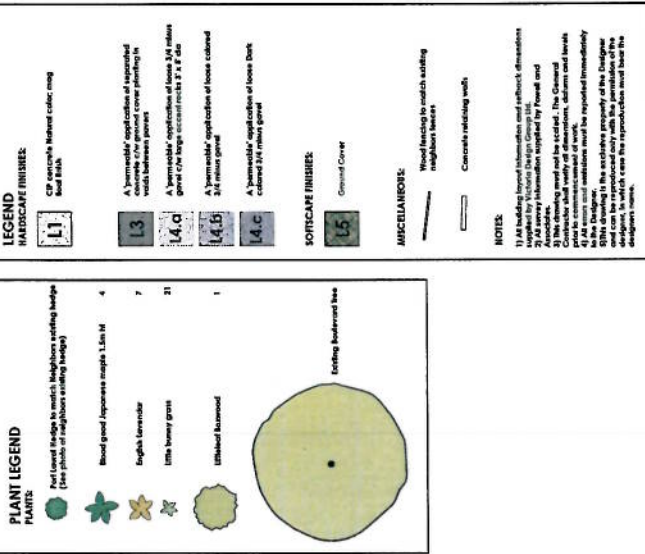 PLANT LEGEND
PLANTS:
Port Laurel Hedge to match Neighbors existing hedge
(See photo of neighbors existing hedge)
Blood good Japanese maple 1.5m ht 4
English Lavendar 7
Little bunny grass 21
Littleleaf Boxwood 1
Existing Boulevard Tree
LEGEND
HARDSCAPE FINISHES:
L1
CIP concrete Natural color, mag
float finish
L3
A 'permeable' application of separated
concrete c/w ground cover planting in
voids between pavers
L4.a
A 'permeable' application of loose 3/4 minus
gavel c/w large accent rocks 3' x 8' dia
L4.b
A 'permeable' application of loose colored
3/4 minus gavel
L4.c
A 'permeable' application of loose Dark
colored 3/4 minus gavel
SOFTSCAPE FINISHES:
L5
Ground Cover
MISCELLANEOUS:
Wood fencing to match existing
neighbors fences
Concrete retaining walls
NOTES:
1) All building layout information and setback dimensions
supplied by Victoria Design Group Ltd.
2) All survey information supplied by Powell and
Associates.
3) This drawing must not be scaled. The General
Contractor shall verify all dimensions, datums and levels
prior to commencement of work.
4) All errors and omissions must be reported immediately
to the Designer.
5) This drawing is the exclusive property of the Designer
and can be reproduced only with the permission of the
designer, in which case the reproduction must bear the
designers name.